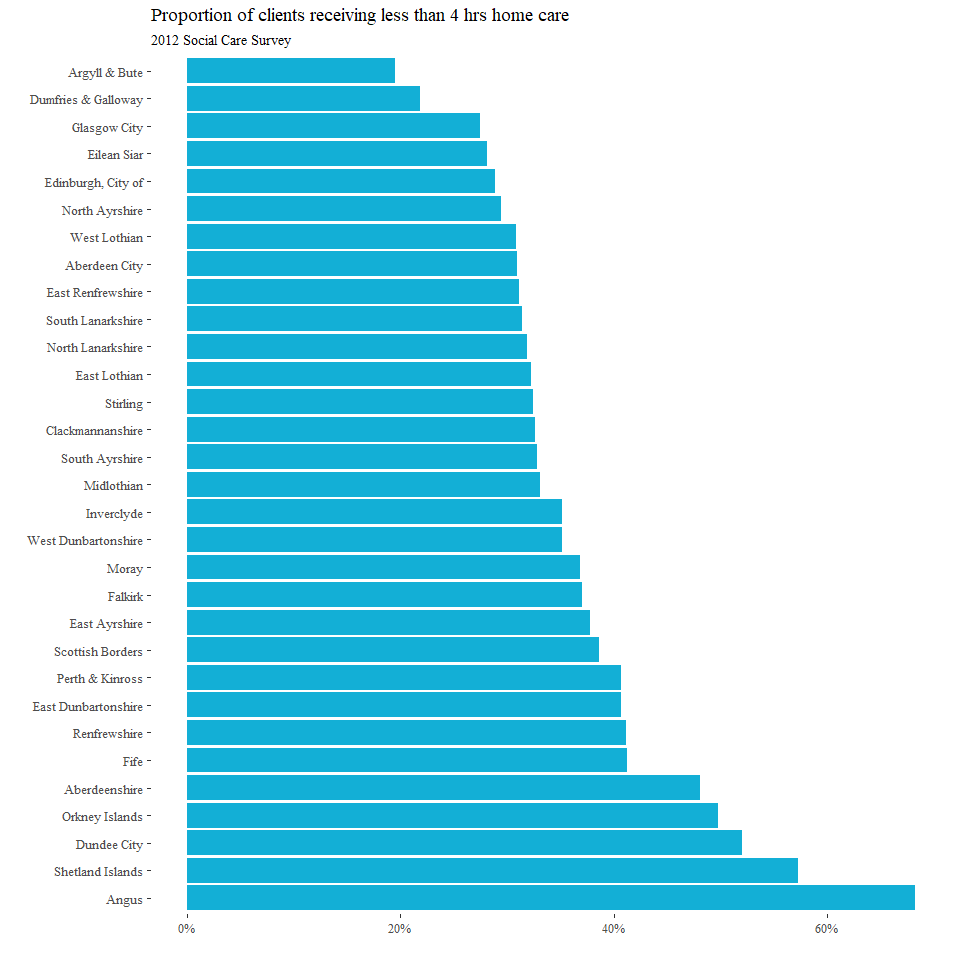 Proportion of clients receiving less than 4 hrs home care
2012 Social Care Survey
Argyll & Bute
Dumfries & Galloway
Glasgow City
Eilean Siar
Edinburgh, City of
North Ayrshire
West Lothian
Aberdeen City
East Renfrewshire
South Lanarkshire
North Lanarkshire
East Lothian
Stirling
Clackmannanshire
South Ayrshire
Midlothian
Inverclyde
West Dunbartonshire
Moray
Falkirk
East Ayrshire
Scottish Borders
Perth & Kinross
East Dunbartonshire
Renfrewshire
Fife
Aberdeenshire
Orkney Islands
Dundee City
Shetland Islands
Angus
0% 20% 40% 60%